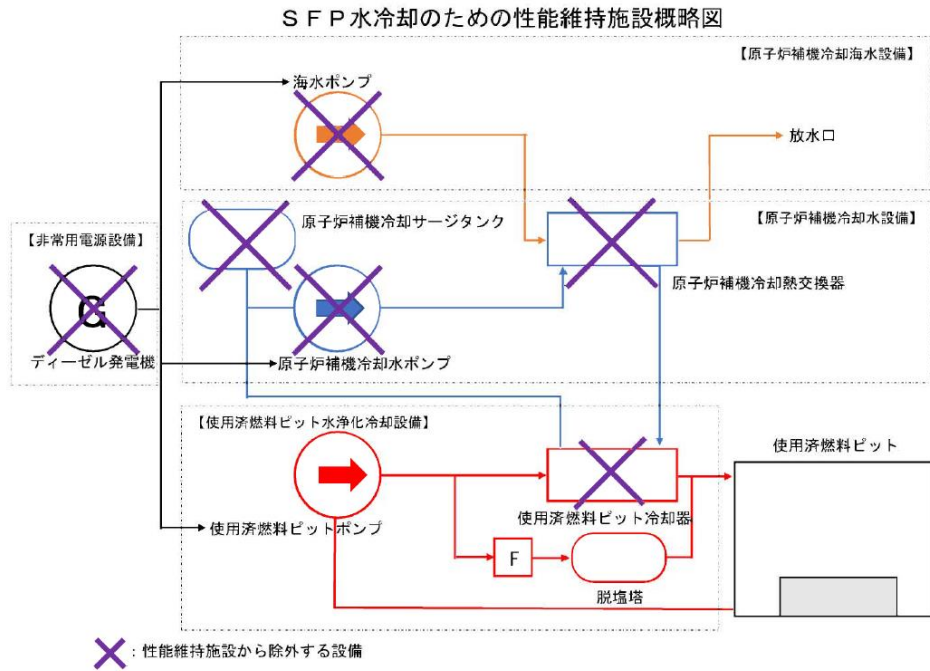 ＳＦＰ水冷却のための性能維持施設概略図
【原子炉補機冷却海水設備】
海水ポンプ
放水口
【原子炉補機冷却水設備】
原子炉補機冷却サージタンク
【非常用電源設備】
G
原子炉補機冷却熱交換器
ディーゼル発電機
原子炉補機冷却水ポンプ
【使用済燃料ピット水浄化冷却設備】
使用済燃料ピット
使用済燃料ピット冷却器
使用済燃料ピットポンプ
F
脱塩塔
：性能維持施設から除外する設備